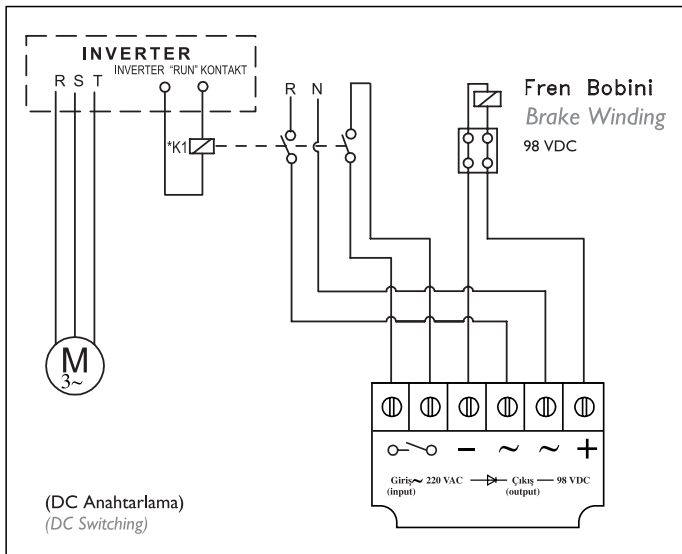 INVERTER
INVERTER "RUN" KONTAKT
R S T
*K1
R N
Fren Bobini
Brake Winding
98 VDC
M
3~
− ~ ~ +
Giriş~ 220 VAC Çıkış — 98 VDC
(input) (output)
(DC Anahtarlama)
(DC Switching)